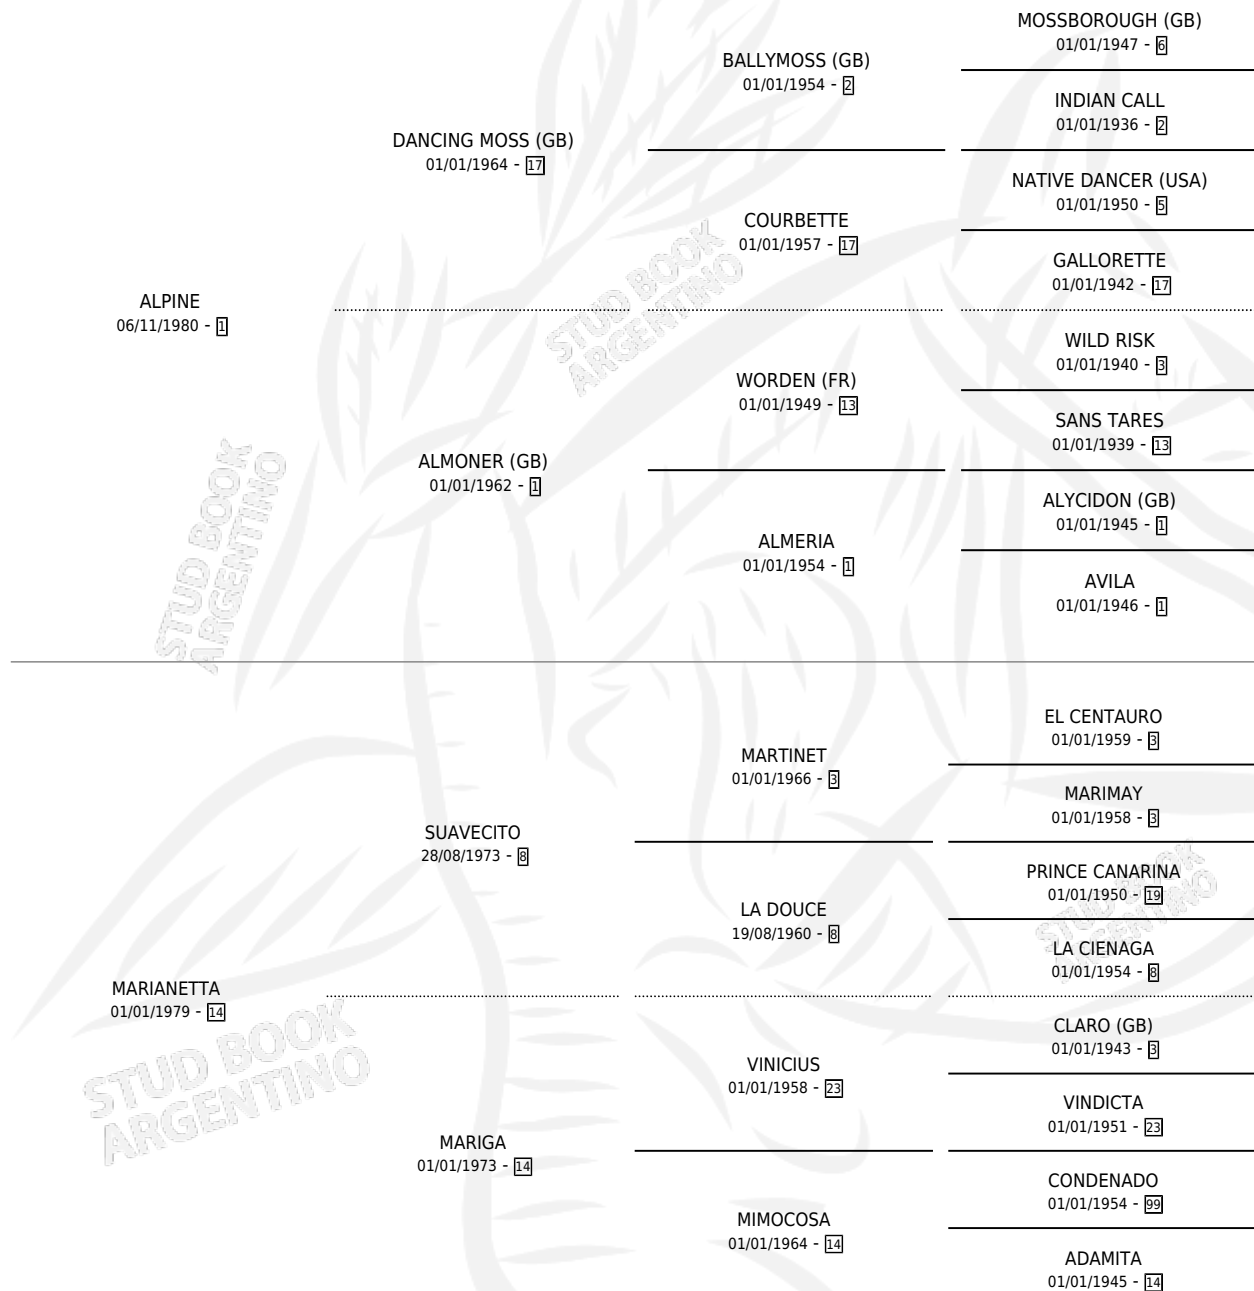 MOSSBOROUGH (GB)
01/01/1947 - 6
BALLYMOSS (GB)
01/01/1954 - 2
INDIAN CALL
01/01/1936 - 2
DANCING MOSS (GB)
01/01/1964 - 17
NATIVE DANCER (USA)
01/01/1950 - 5
COURBETTE
01/01/1957 - 17
GALLORETTE
01/01/1942 - 17
ALPINE
06/11/1980 - 1
WILD RISK
01/01/1940 - 3
WORDEN (FR)
01/01/1949 - 13
SANS TARES
01/01/1939 - 13
ALMONER (GB)
01/01/1962 - 1
ALYCIDON (GB)
01/01/1945 - 1
ALMERIA
01/01/1954 - 1
AVILA
01/01/1946 - 1
EL CENTAURO
01/01/1959 - 3
MARTINET
01/01/1966 - 3
MARIMAY
01/01/1958 - 3
SUAVECITO
28/08/1973 - 8
PRINCE CANARINA
01/01/1950 - 19
LA DOUCE
19/08/1960 - 8
LA CIENAGA
01/01/1954 - 8
MARIANETTA
01/01/1979 - 14
CLARO (GB)
01/01/1943 - 3
VINICIUS
01/01/1958 - 23
VINDICTA
01/01/1951 - 23
MARIGA
01/01/1973 - 14
CONDENADO
01/01/1954 - 99
MIMOCOSA
01/01/1964 - 14
ADAMITA
01/01/1945 - 14
STUD BOOK
ARGENTINO
STUD BOOK
ARGENTINO
STUD BOOK
ARGENTINO
STUD BOOK
ARGENTINO